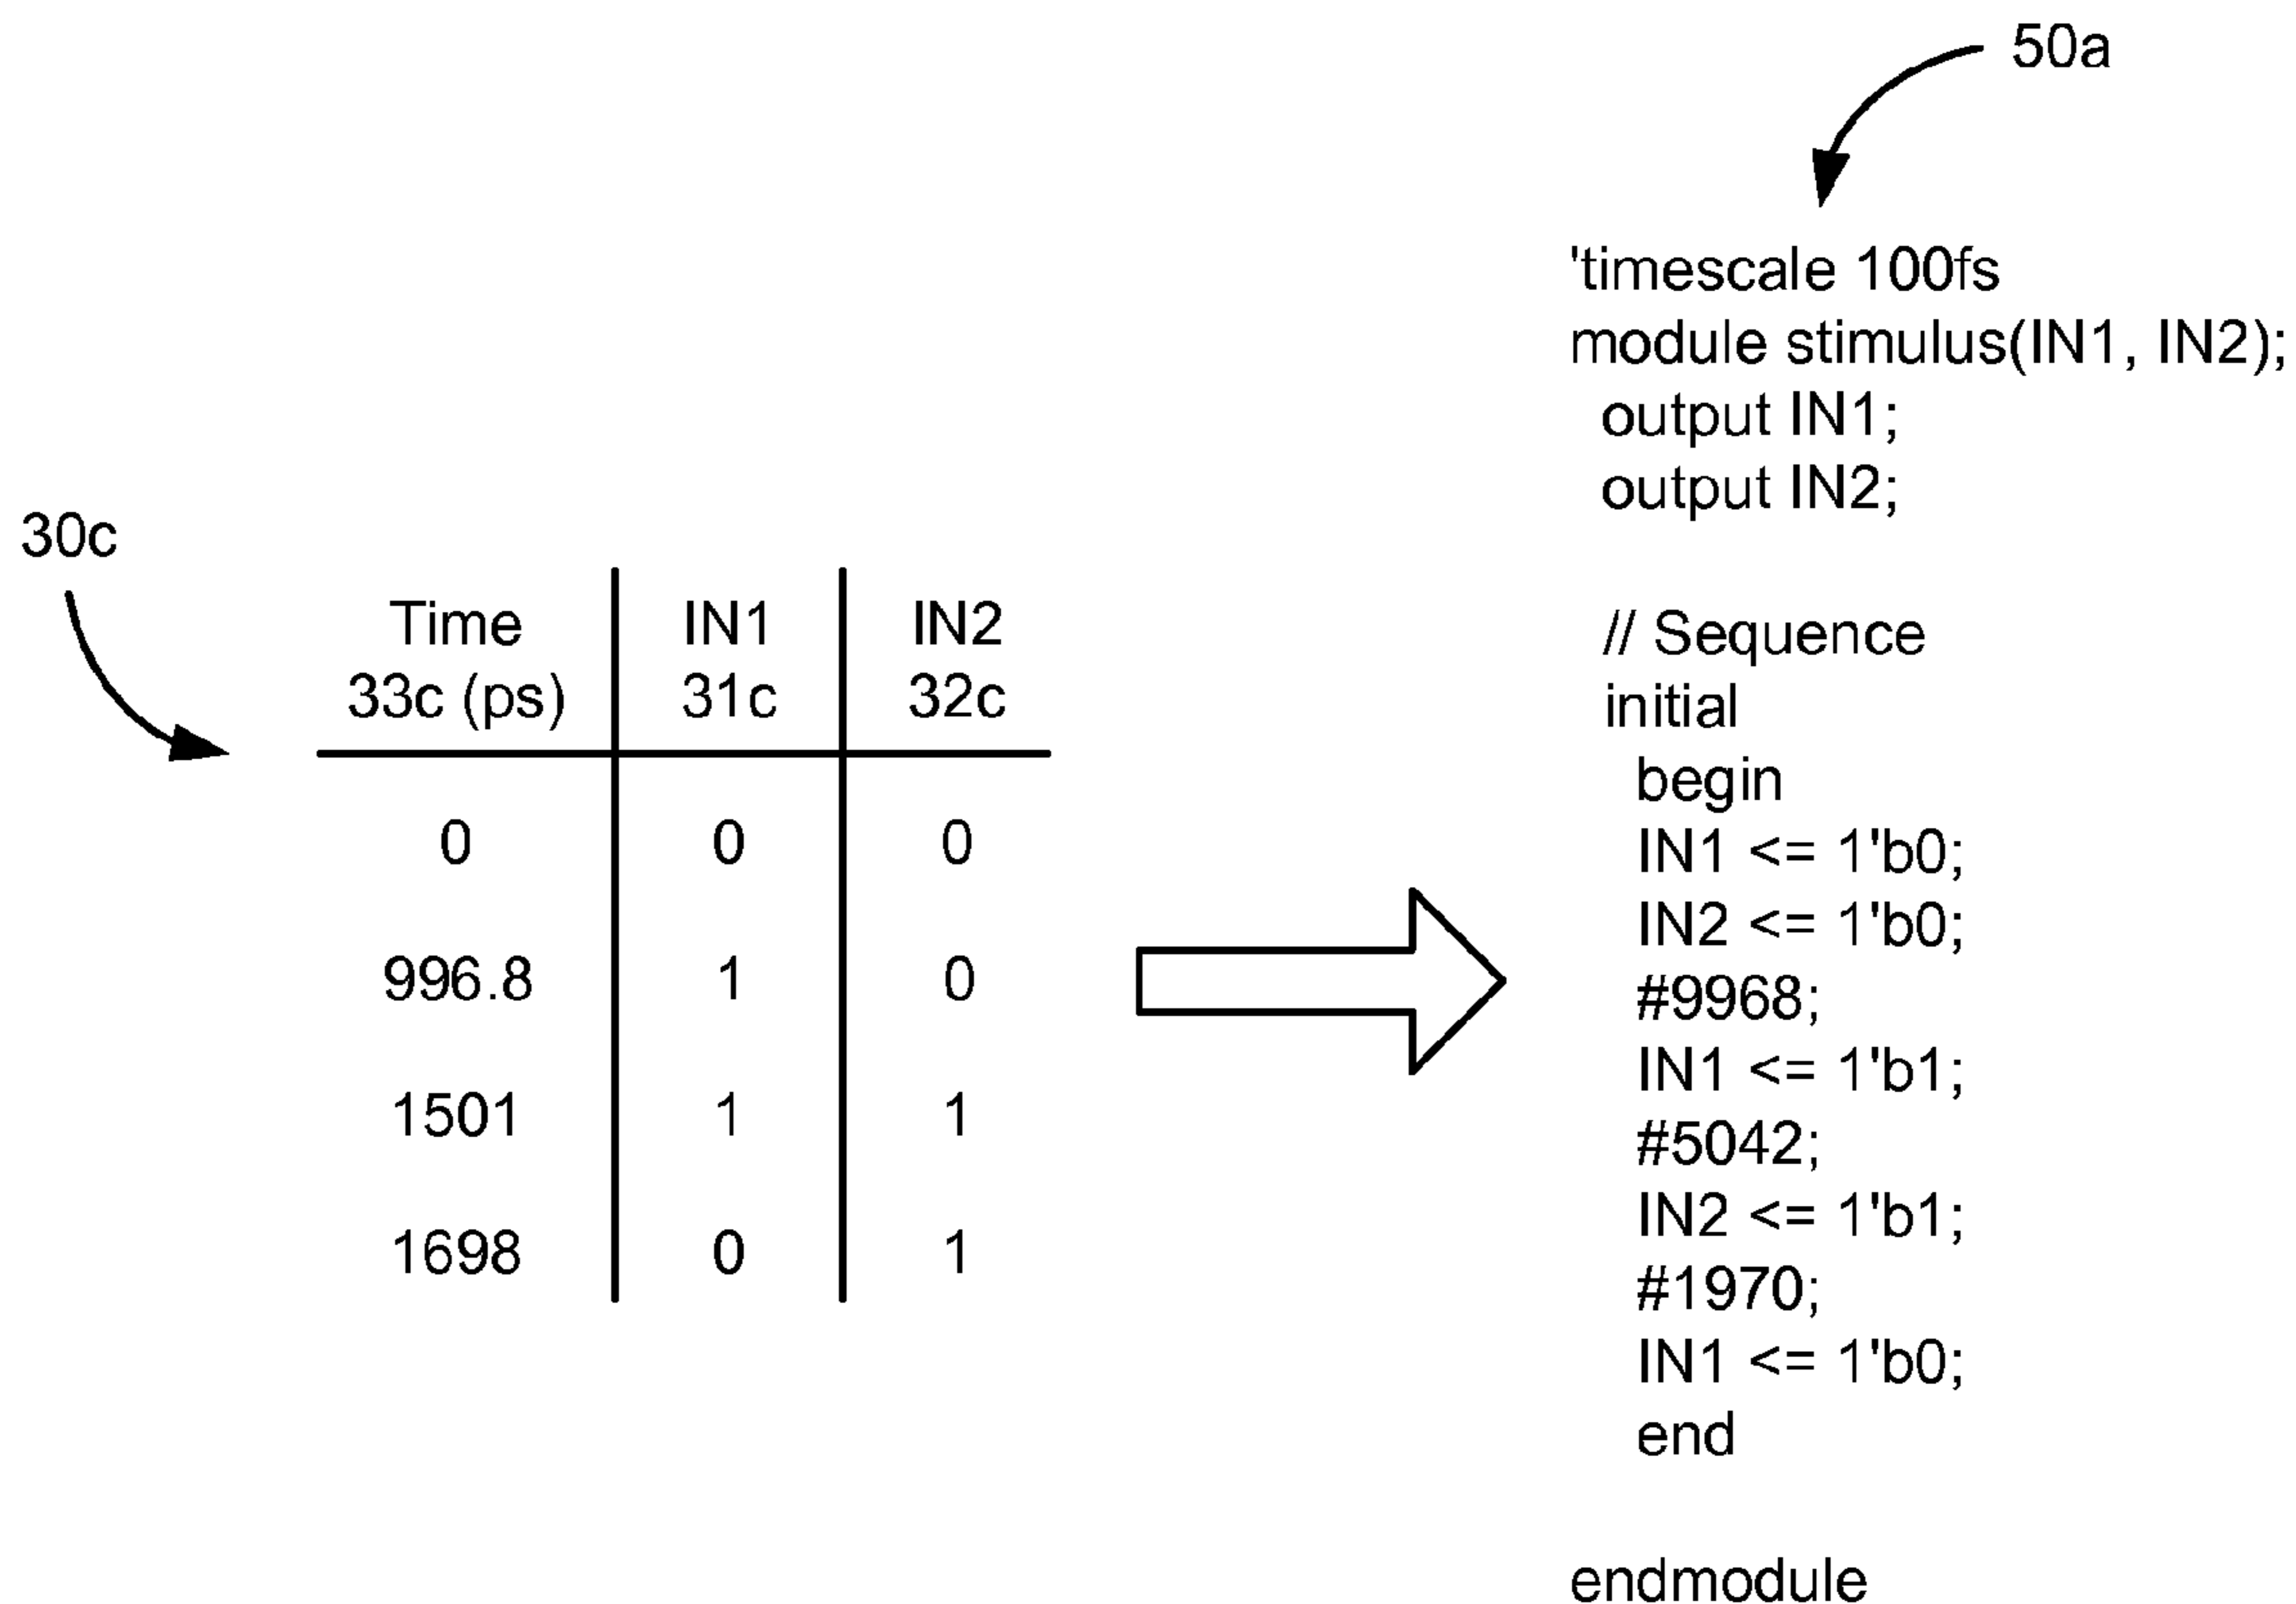 50a
30c
Time IN1 IN2
33c (ps) 31c 32c
0 0 0
996.8 1 0
1501 1 1
1698 0 1
'timescale 100fs
module stimulus(IN1, IN2);
output IN1;
output IN2;
// Sequence
initial
begin
IN1 <= 1'b0;
IN2 <= 1'b0;
#9968;
IN1 <= 1'b1;
#5042;
IN2 <= 1'b1;
#1970;
IN1 <= 1'b0;
end
endmodule